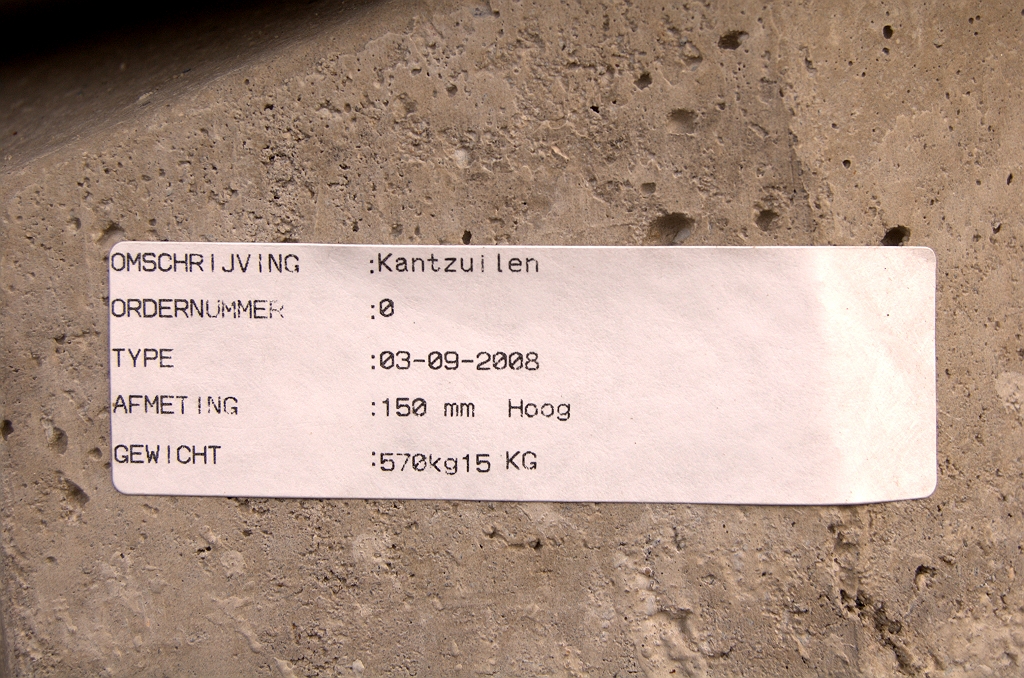 OMSCHRIJVING :Kantzuilen
ORDERNUMMER :0
TYPE :03-09-2008
AFMETING :150 mm Hoog
GEWICHT :570kg15 KG